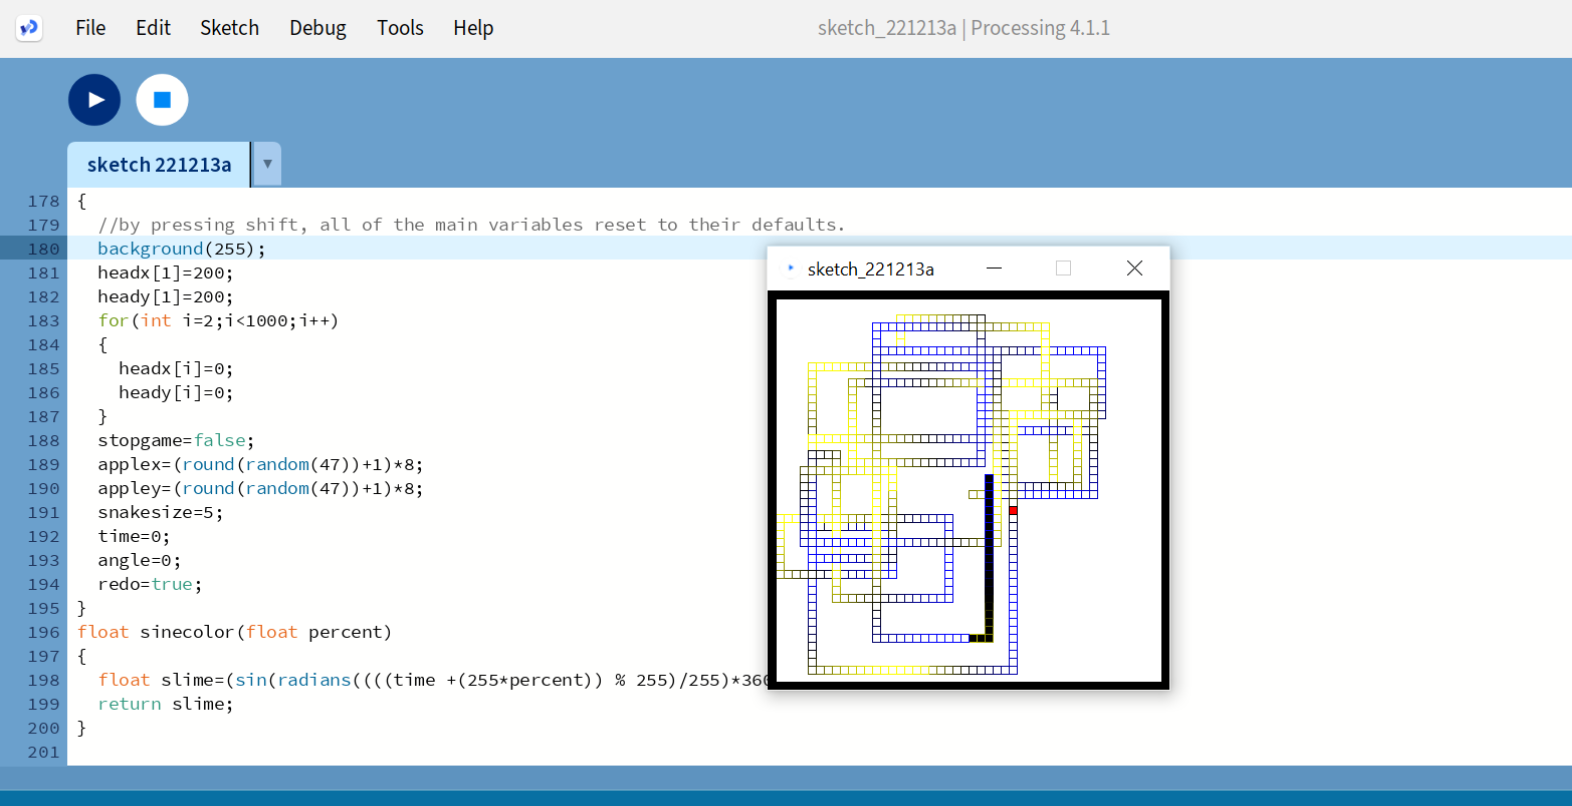 File Edit Sketch Debug Tools Help sketch_221213a | Processing 4.1.1
sketch 221213a
178 {
179 //by pressing shift, all of the main variables reset to their defaults.
180 background(255);
181 headx[1]=200;
182 heady[1]=200;
183 for(int i=2;i<1000;i++)
184 {
185 headx[i]=0;
186 heady[i]=0;
187 }
188 stopgame=false;
189 applex=(round(random(47))+1)*8;
190 appley=(round(random(47))+1)*8;
191 snakesize=5;
192 time=0;
193 angle=0;
194 redo=true;
195 }
196 float sinecolor(float percent)
197 {
198 float slime=(sin(radians((((time +(255*percent)) % 255)/255)*360
199 return slime;
200 }
201
sketch_221213a